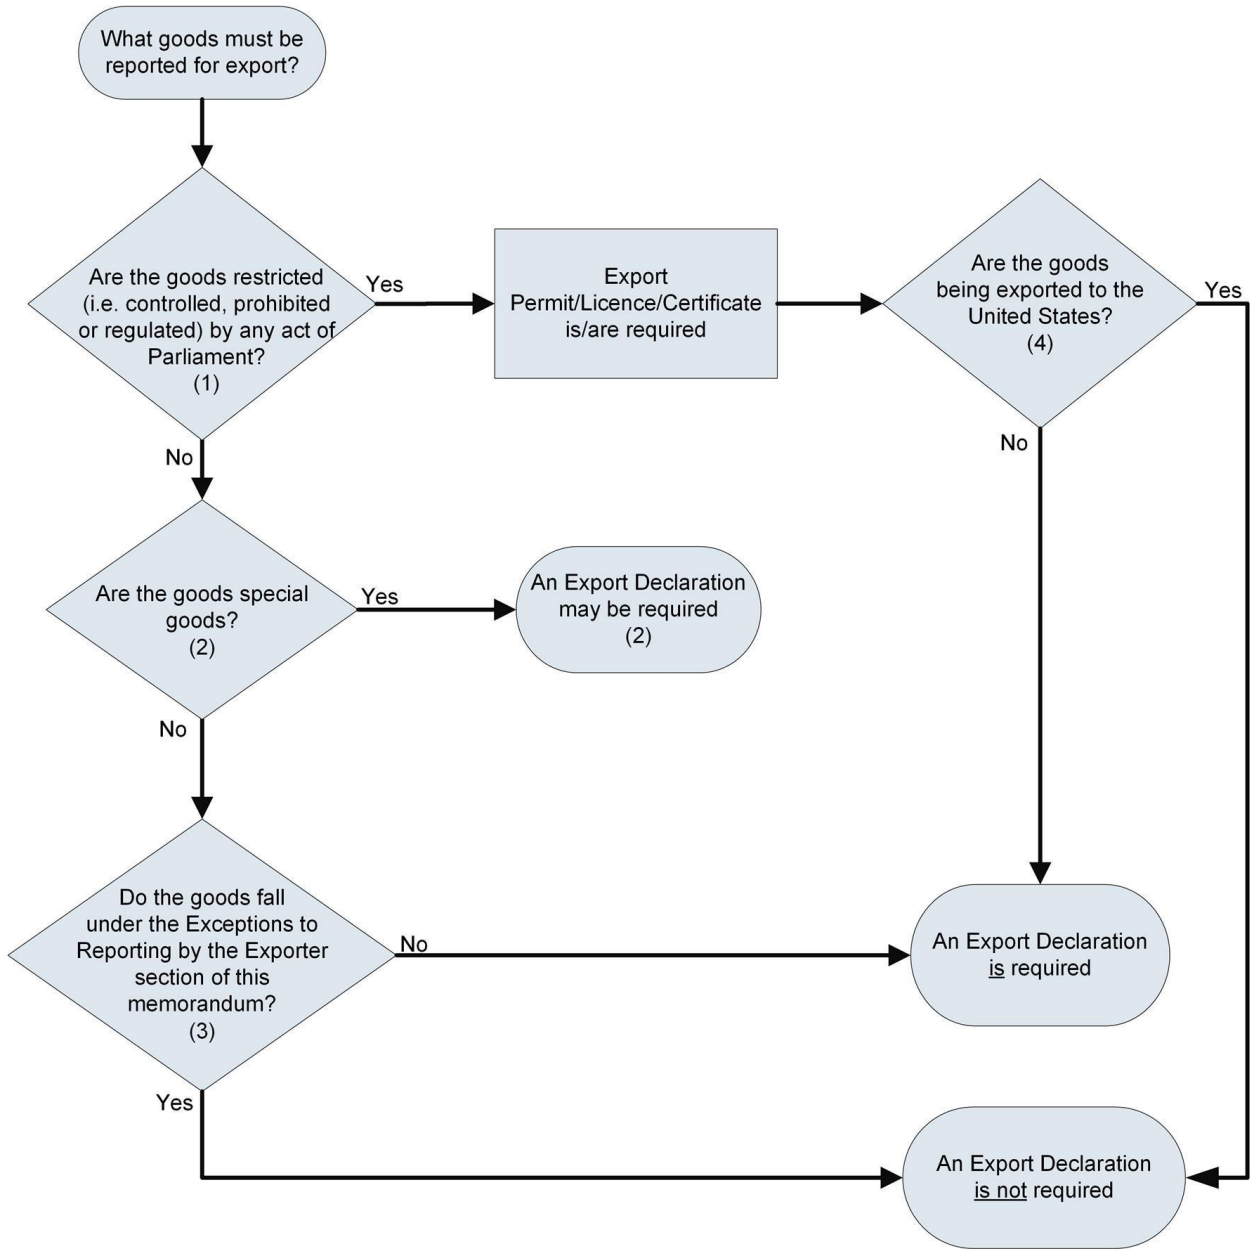 What goods must be
reported for export?
Are the goods restricted
(i.e. controlled, prohibited
or regulated) by any act of
Parliament?
(1)
Yes
Export
Permit/Licence/Certificate
is/are required
Are the goods
being exported to the
United States?
(4)
Yes
No
No
Are the goods special
goods?
(2)
Yes
An Export Declaration
may be required
(2)
No
Do the goods fall
under the Exceptions to
Reporting by the Exporter
section of this
memorandum?
(3)
No
An Export Declaration
is required
Yes
An Export Declaration
is not required